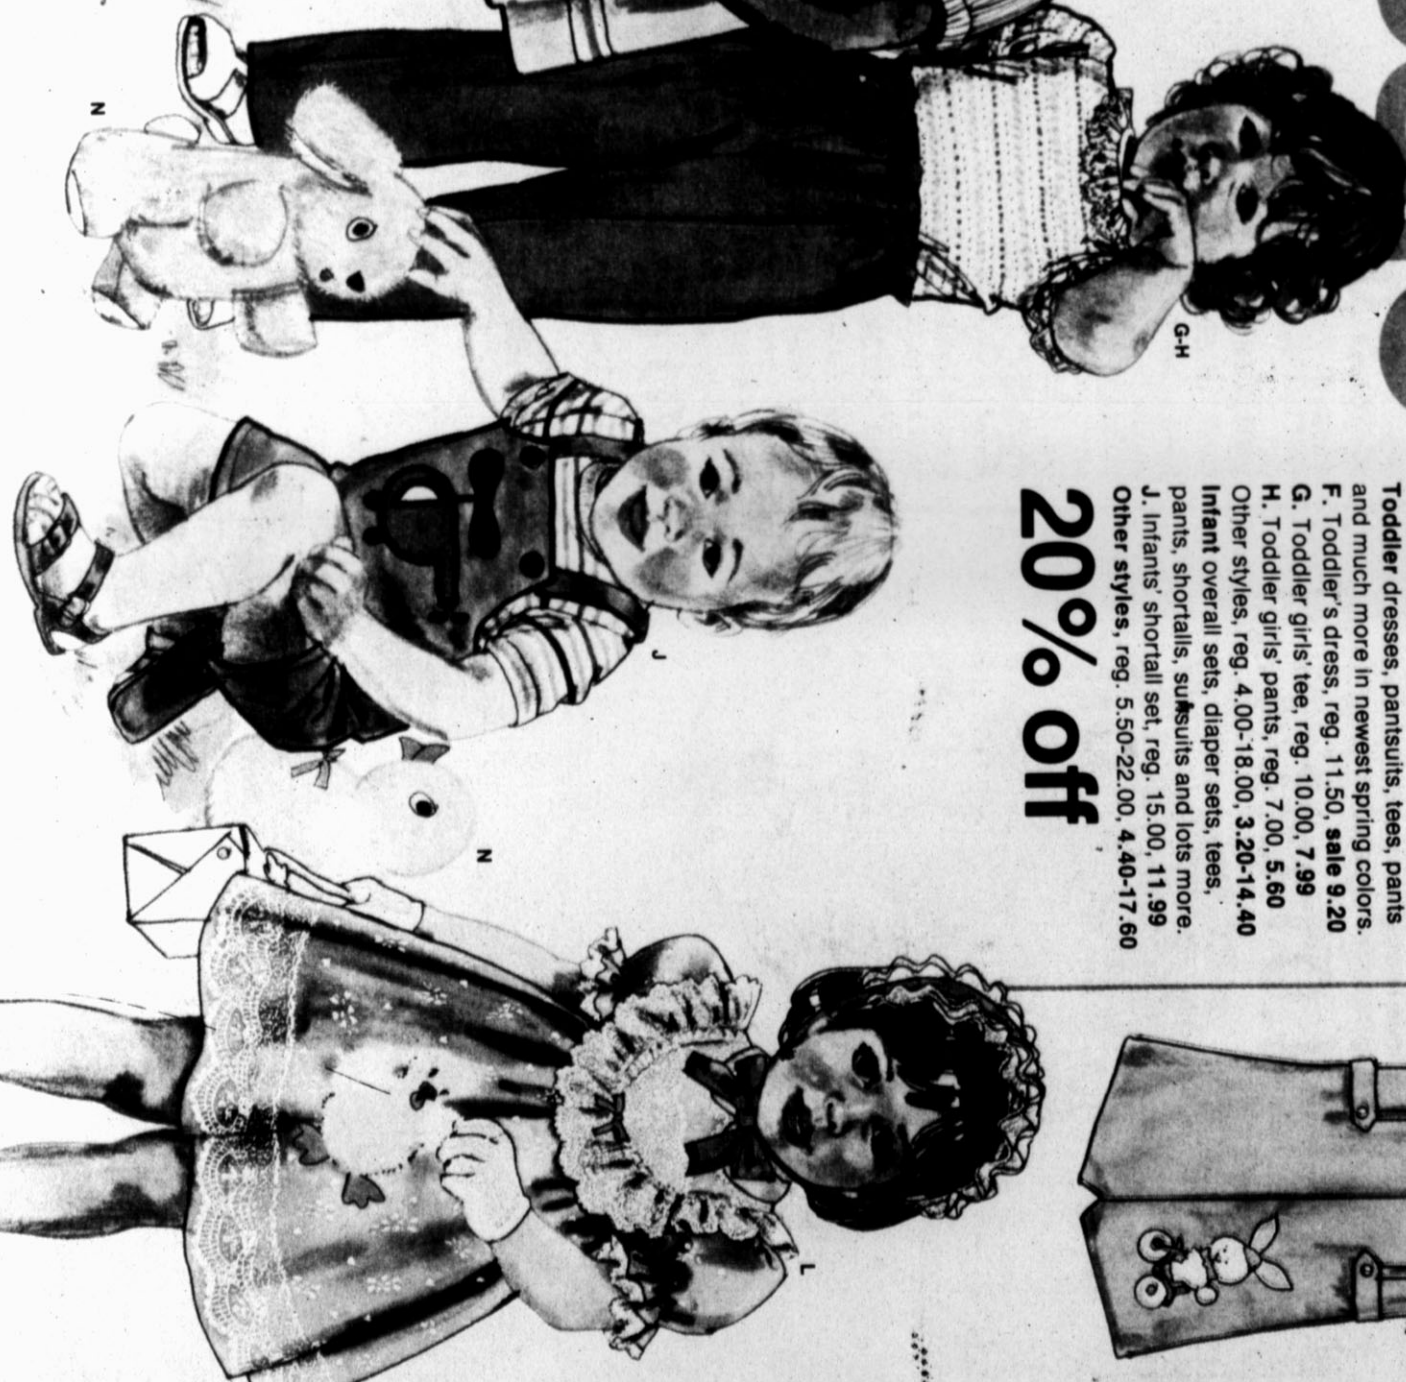 Toddler dresses, pantsuits, tees, pants
and much more in newest spring colors.
F. Toddler's dress, reg. 11.50, sale 9.20
G. Toddler girls' tee, reg. 10.00, 7.99
H. Toddler girls' pants, reg. 7.00, 5.60
Other styles, reg. 4.00-18.00, 3.20-14.40
Infant overall sets, diaper sets, tees,
pants, shortalls, sunsuits and lots more.
J. Infants' shortall set, reg. 15.00, 11.99
Other styles, reg. 5.50-22.00, 4.40-17.60
20% off
G-H
J
N
N
L